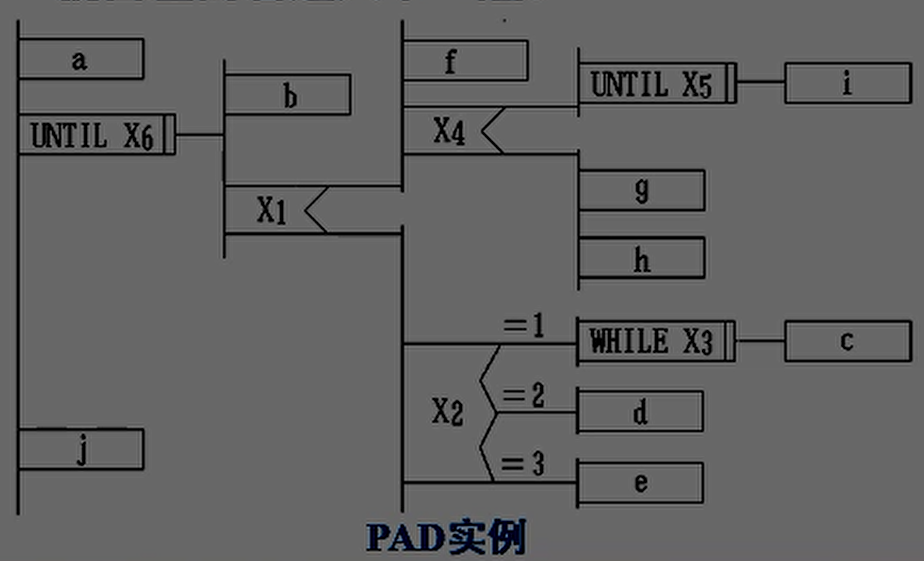 a
f
UNTIL X5
i
b
UNTIL X6
X4
g
X1
h
=1
WHILE X3
c
X2
=2
d
j
=3
e
PAD实例